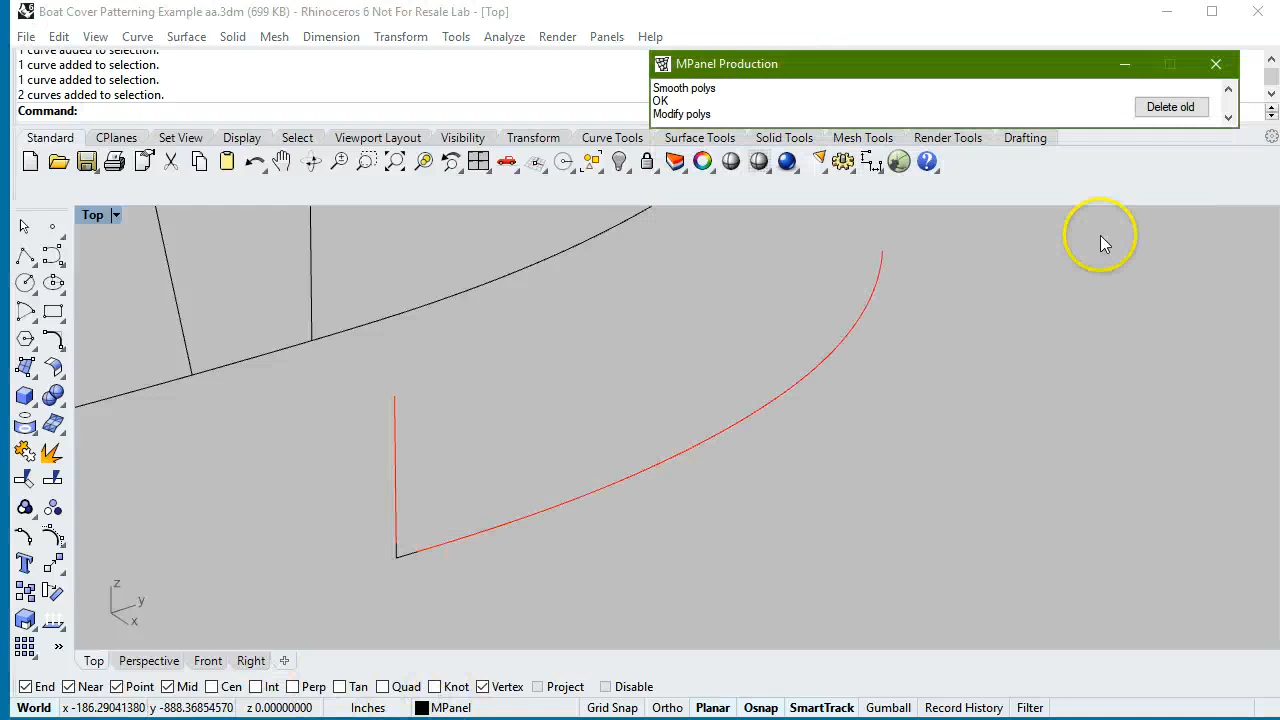 Boat Cover Patterning Example aa.3dm (699 KB) - Rhinoceros 6 Not For Resale Lab - [Top]
File Edit View Curve Surface Solid Mesh Dimension Transform Tools Analyze Render Panels Help
1 curve added to selection.
1 curve added to selection.
1 curve added to selection.
2 curves added to selection.
Command:
MPanel Production
Smooth polys
OK
Modify polys
Delete old
Standard CPlanes Set View Display Select Viewport Layout Visibility Transform Curve Tools Surface Tools Solid Tools Mesh Tools Render Tools Drafting
Top
z
y
x
Top Perspective Front Right
End Near Point Mid Cen Int Perp Tan Quad Knot Vertex Project Disable
World x -186.29041380 y -888.36854570 z 0.00000000 Inches MPanel Grid Snap Ortho Planar Osnap SmartTrack Gumball Record History Filter